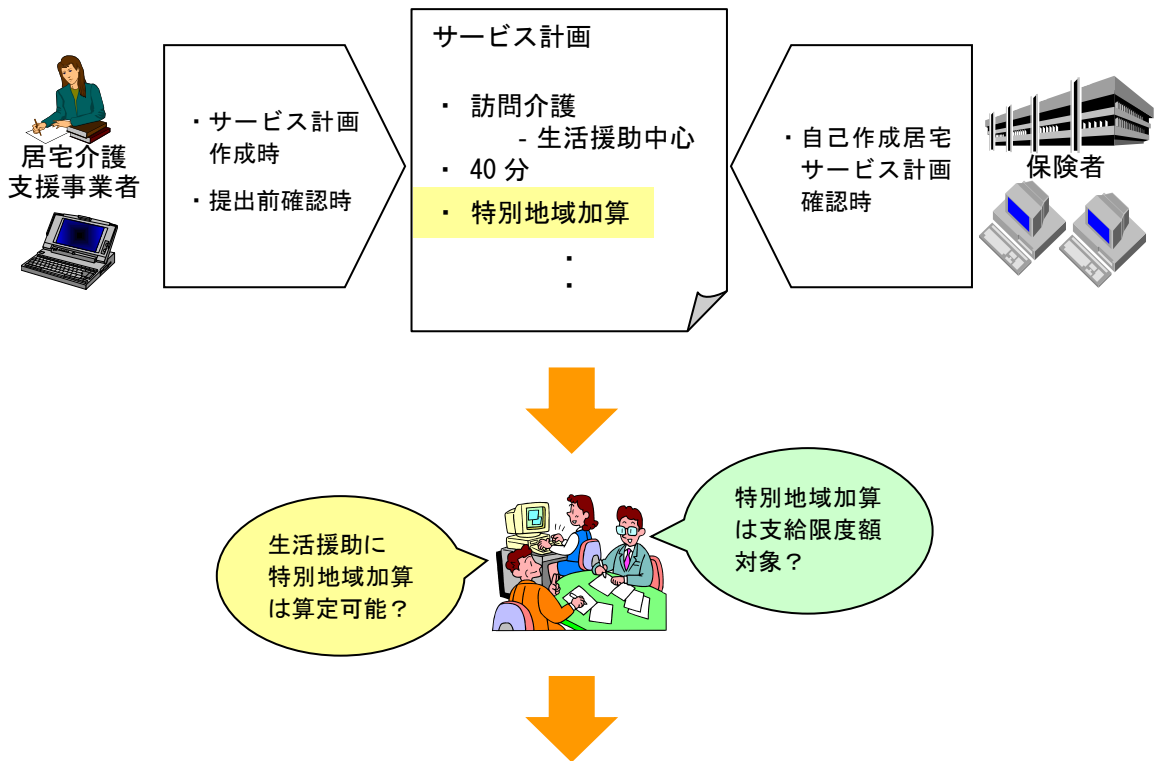 居宅介護
支援事業者
・サービス計画
作成時
・提出前確認時
サービス計画
・ 訪問介護
- 生活援助中心
・ 40 分
・ 特別地域加算
・
・
・自己作成居宅
サービス計画
確認時
保険者
生活援助に
特別地域加算
は算定可能？
特別地域加算
は支給限度額
対象？